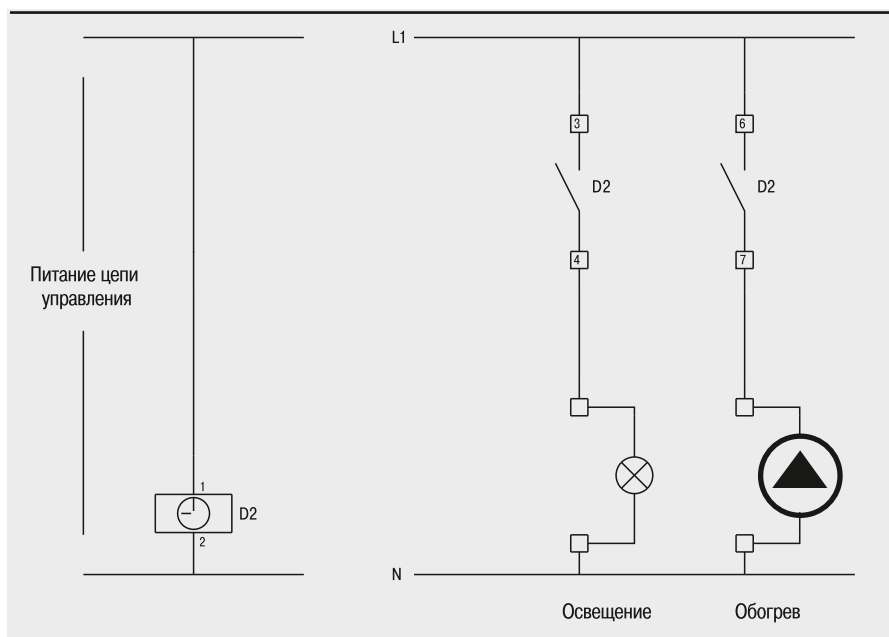 L1
3
6
D2
D2
4
7
Питание цепи
управления
1
D2
2
N
Освещение
Обогрев